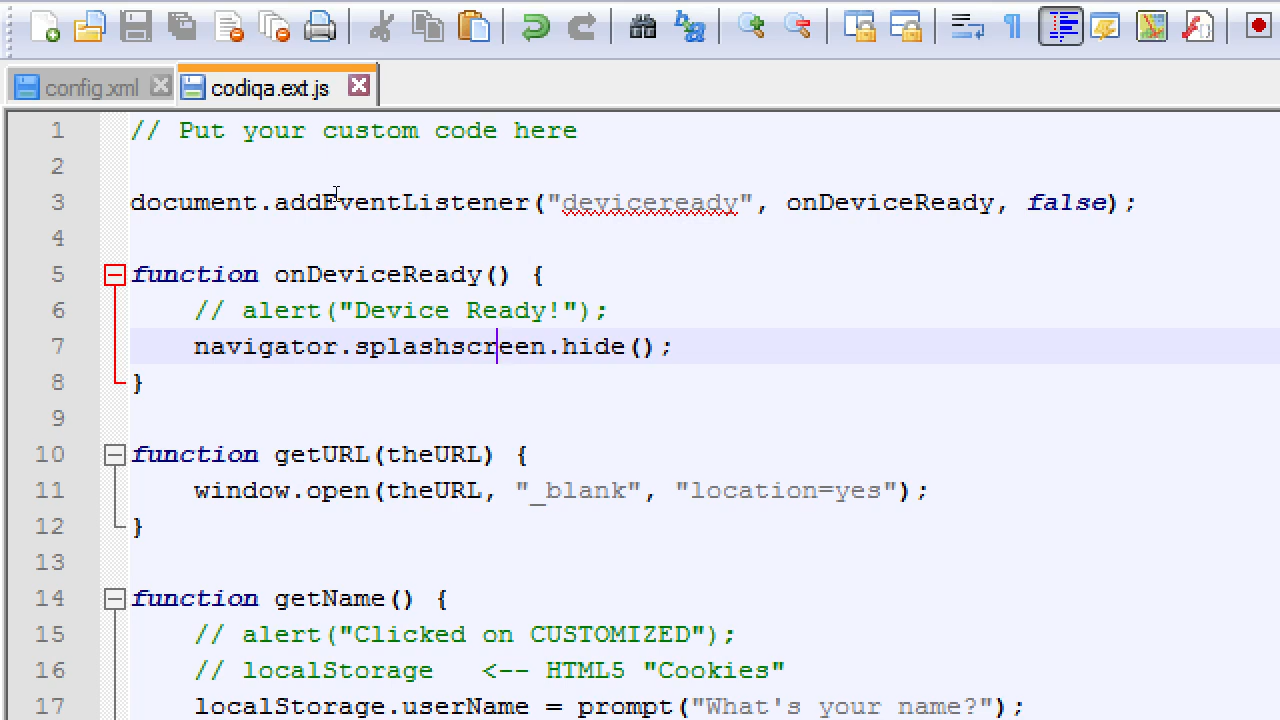 config.xml codiqa.ext.js
1 // Put your custom code here
2
3 document.addEventListener("deviceready", onDeviceReady, false);
4
5 function onDeviceReady() {
6 // alert("Device Ready!");
7 navigator.splashscreen.hide();
8 }
9
10 function getURL(theURL) {
11 window.open(theURL, "_blank", "location=yes");
12 }
13
14 function getName() {
15 // alert("Clicked on CUSTOMIZED");
16 // localStorage   <-- HTML5 "Cookies"
17 localStorage.userName = prompt("What's your name?");